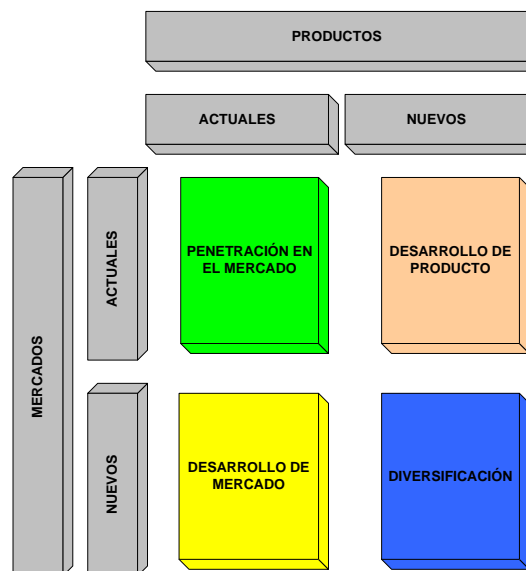 PRODUCTOS
ACTUALES
NUEVOS
MERCADOS
ACTUALES
PENETRACIÓN EN
EL MERCADO
DESARROLLO DE
PRODUCTO
NUEVOS
DESARROLLO DE
MERCADO
DIVERSIFICACIÓN